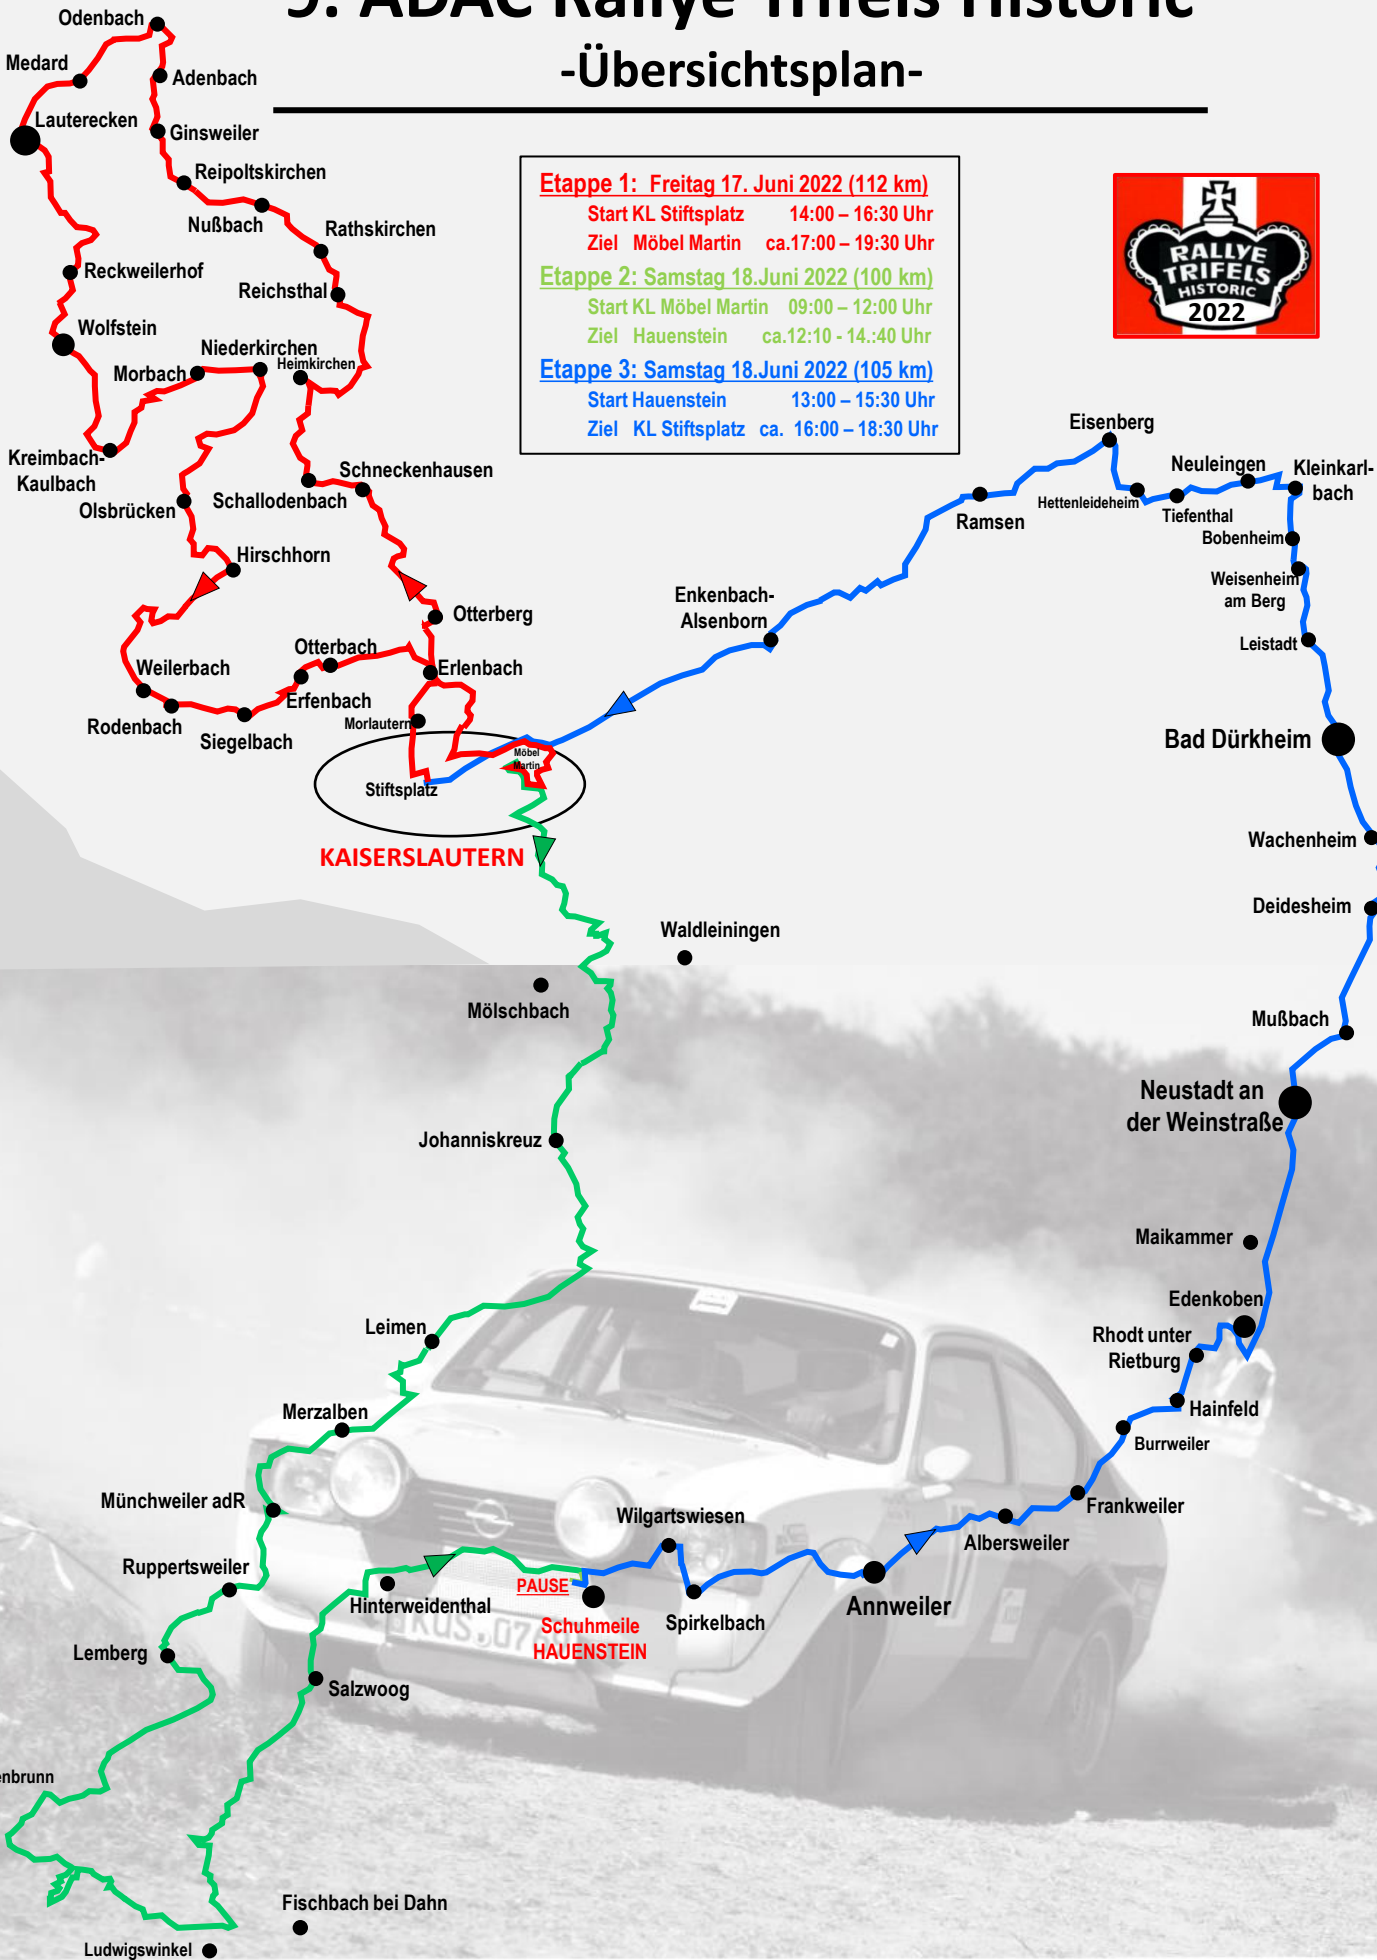 5. ADAC Rallye Trifels Historic
-Übersichtsplan-
Odenbach
Medard
Adenbach
Lauterecken
Ginsweiler
Reipoltskirchen
Nußbach
Rathskirchen
Reckweilerhof
Reichsthal
Wolfstein
Niederkirchen
Heimkirchen
Morbach
Kreimbach-
Kaulbach
Schneckenhausen
Schallodenbach
Olsbrücken
Hirschhorn
Otterberg
Otterbach
Weilerbach
Erlenbach
Erfenbach
Rodenbach
Siegelbach
Morlautern
Möbel
Martin
Stiftsplatz
KAISERSLAUTERN
Etappe 1: Freitag 17. Juni 2022 (112 km)
Start KL Stiftsplatz 14:00 – 16:30 Uhr
Ziel Möbel Martin ca.17:00 – 19:30 Uhr
Etappe 2: Samstag 18.Juni 2022 (100 km)
Start KL Möbel Martin 09:00 – 12:00 Uhr
Ziel Hauenstein ca.12:10 - 14.:40 Uhr
Etappe 3: Samstag 18.Juni 2022 (105 km)
Start Hauenstein 13:00 – 15:30 Uhr
Ziel KL Stiftsplatz ca. 16:00 – 18:30 Uhr
RALLYE
TRIFELS
HISTORIC
2022
Eisenberg
Neuleingen
Kleinkarl-
bach
Hettenleideheim
Tiefenthal
Ramsen
Bobenheim
Weisenheim
am Berg
Enkenbach-
Alsenborn
Leistadt
Bad Dürkheim
Wachenheim
Deidesheim
Waldleiningen
Mölschbach
Mußbach
Neustadt an
der Weinstraße
Johanniskreuz
Maikammer
Edenkoben
Rhodt unter
Rietburg
Leimen
Hainfeld
Merzalben
Burrweiler
Münchweiler adR
Frankweiler
Wilgartswiesen
Albersweiler
Ruppertsweiler
PAUSE
Hinterweidenthal
Annweiler
Schuhmeile
HAUENSTEIN
Spirkelbach
Lemberg
Salzwoog
enbrunn
Fischbach bei Dahn
Ludwigswinkel